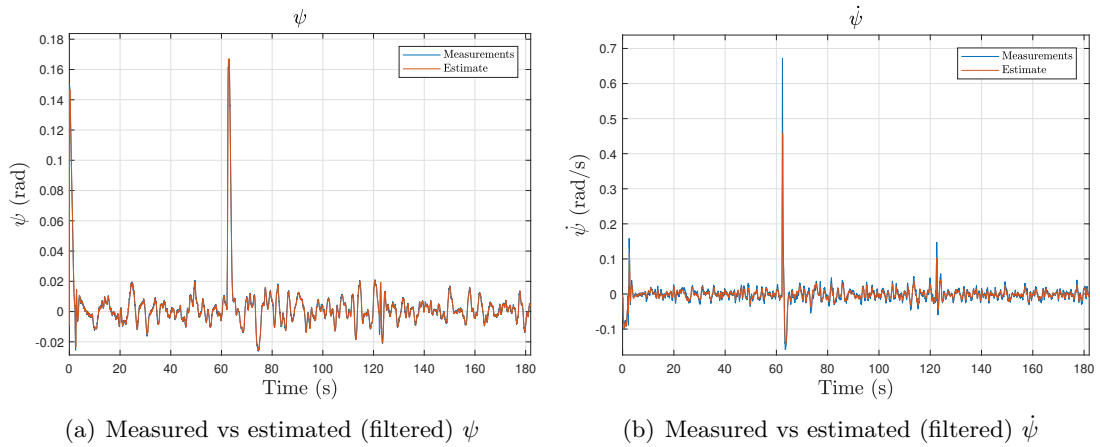 ψ
0.18
0.16
0.14
0.12
0.1
0.08
0.06
0.04
0.02
0
-0.02
ψ (rad)
Measurements
Estimate
0 20 40 60 80 100 120 140 160 180
Time (s)
(a) Measured vs estimated (filtered) ψ
ψ̇
0.7
0.6
0.5
0.4
0.3
0.2
0.1
0
-0.1
ψ̇ (rad/s)
Measurements
Estimate
0 20 40 60 80 100 120 140 160 180
Time (s)
(b) Measured vs estimated (filtered) ψ̇